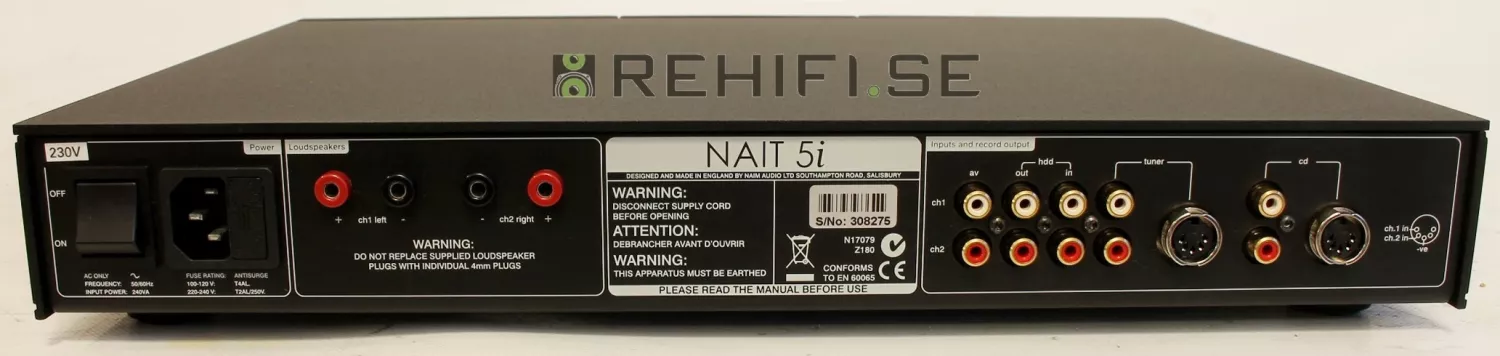 REHIFI.SE
230V
Power
OFF
ON
AC ONLY
FREQUENCY: 50/60Hz
INPUT POWER: 240VA
FUSE RATING: ANTISURGE
100-120 V: T4AL.
220-240 V: T2AL/250V.
Loudspeakers
+ ch1 left - - ch2 right +
WARNING:
DO NOT REPLACE SUPPLIED LOUDSPEAKER
PLUGS WITH INDIVIDUAL 4mm PLUGS
NAIT 5i
DESIGNED AND MADE IN ENGLAND BY NAIM AUDIO LTD SOUTHAMPTON ROAD, SALISBURY
WARNING:
DISCONNECT SUPPLY CORD
BEFORE OPENING
ATTENTION:
DEBRANCHER AVANT D'OUVRIR
WARNING:
THIS APPARATUS MUST BE EARTHED
S/No: 308275
N17079
Z180
CONFORMS
TO EN 60065
CE
PLEASE READ THE MANUAL BEFORE USE
Inputs and record output
hdd tuner cd
av out in
ch1
ch2
ch.1 in
ch.2 in
-ve